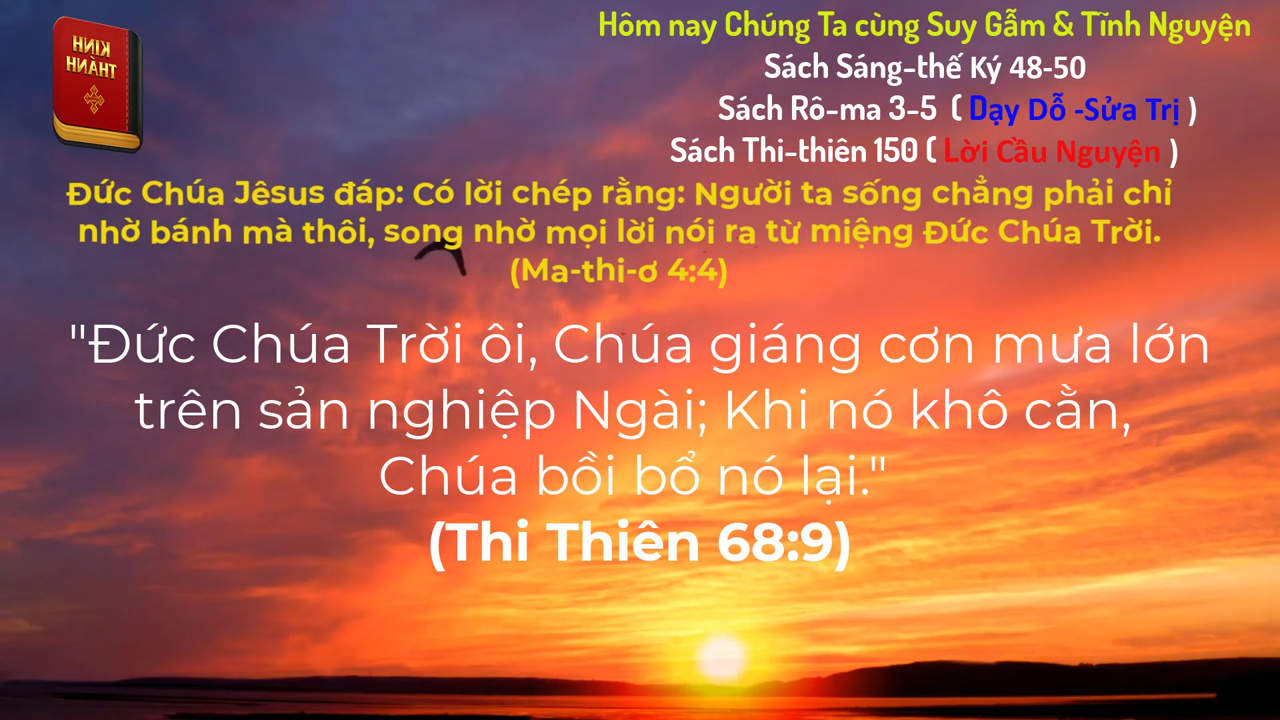 KINH
THÁNH
Hôm nay Chúng Ta cùng Suy Gẫm & Tĩnh Nguyện
Sách Sáng-thế Ký 48-50
Sách Rô-ma 3-5 ( Dạy Dỗ -Sửa Trị )
Sách Thi-thiên 150 ( Lời Cầu Nguyện )
Đức Chúa Jêsus đáp: Có lời chép rằng: Người ta sống chẳng phải chỉ
nhờ bánh mà thôi, song nhờ mọi lời nói ra từ miệng Đức Chúa Trời.
(Ma-thi-ơ 4:4)
"Đức Chúa Trời ôi, Chúa giáng cơn mưa lớn
trên sản nghiệp Ngài; Khi nó khô cằn,
Chúa bồi bổ nó lại."
(Thi Thiên 68:9)